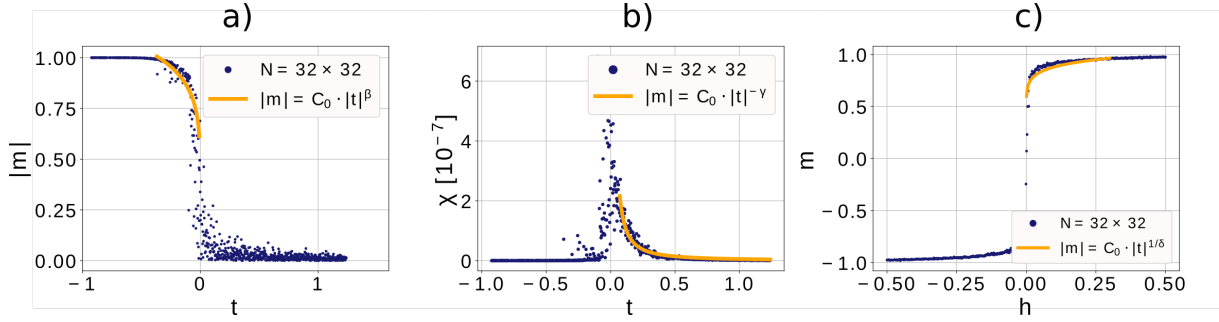 a)
1.00
0.75
0.50
0.25
0.00
|m|
N = 32 × 32
|m| = C₀ · |t|^β
− 1
0
1
t
b)
6
4
2
0
χ [10⁻⁷]
N = 32 × 32
|m| = C₀ · |t|^−γ
− 1.0
− 0.5
0.0
0.5
1.0
t
c)
1.0
0.5
0.0
− 0.5
− 1.0
m
N = 32 × 32
|m| = C₀ · |t|^1/δ
− 0.50
− 0.25
0.00
0.25
0.50
h